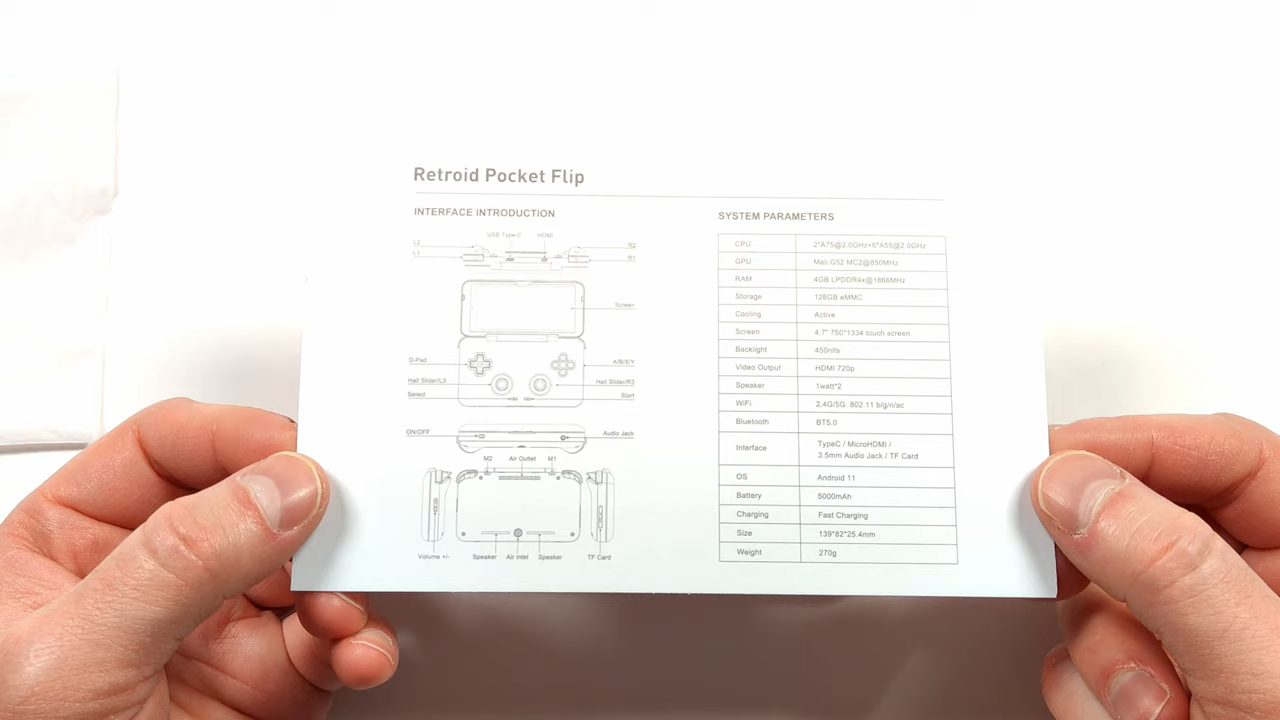 Retroid Pocket Flip
INTERFACE INTRODUCTION
USB Type-C HDMI
L2 R2
L1 R1
Screen
D-Pad A/B/X/Y
Hall Slider/L3 Hall Slider/R3
Select Start
ON/OFF Audio Jack
M2 Air Outlet M1
Volume +/- Speaker Air Inlet Speaker TF Card
SYSTEM PARAMETERS
CPU 2*A75@2.0GHz+6*A55@2.0GHz
GPU Mali G52 MC2@850MHz
RAM 4GB LPDDR4x@1866MHz
Storage 128GB eMMC
Cooling Active
Screen 4.7" 750*1334 touch screen
Backlight 450nits
Video Output HDMI 720p
Speaker 1watt*2
WiFi 2.4G/5G 802.11 b/g/n/ac
Bluetooth BT5.0
Interface TypeC / MicroHDMI /
3.5mm Audio Jack / TF Card
OS Android 11
Battery 5000mAh
Charging Fast Charging
Size 139*82*25.4mm
Weight 270g